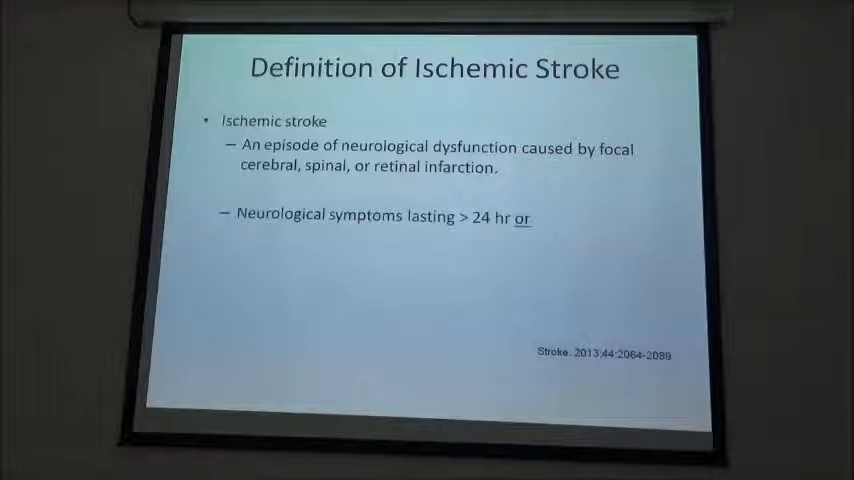 Definition of Ischemic Stroke
• Ischemic stroke
– An episode of neurological dysfunction caused by focal
cerebral, spinal, or retinal infarction.
– Neurological symptoms lasting > 24 hr or
Stroke. 2013;44:2064-2089